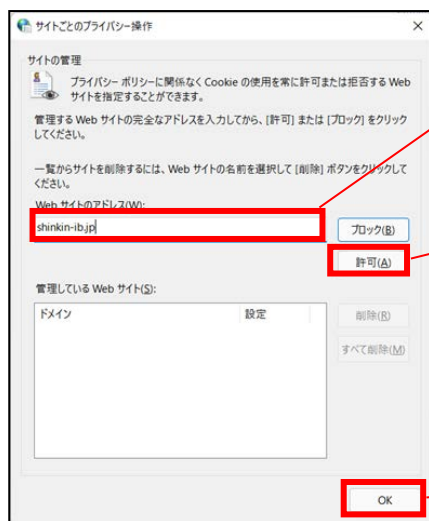 サイトごとのプライバシー操作
サイトの管理
プライバシー ポリシーに関係なく Cookie の使用を常に許可または拒否する Web
サイトを指定することができます。
管理する Web サイトの完全なアドレスを入力してから、[許可] または [ブロック] をクリック
してください。
一覧からサイトを削除するには、Web サイトの名前を選択して [削除] ボタンをクリックして
ください。
Web サイトのアドレス(W):
shinkin-ib.jp
ブロック(B)
許可(A)
管理している Web サイト(S):
ドメイン 設定
削除(R)
すべて削除(M)
OK